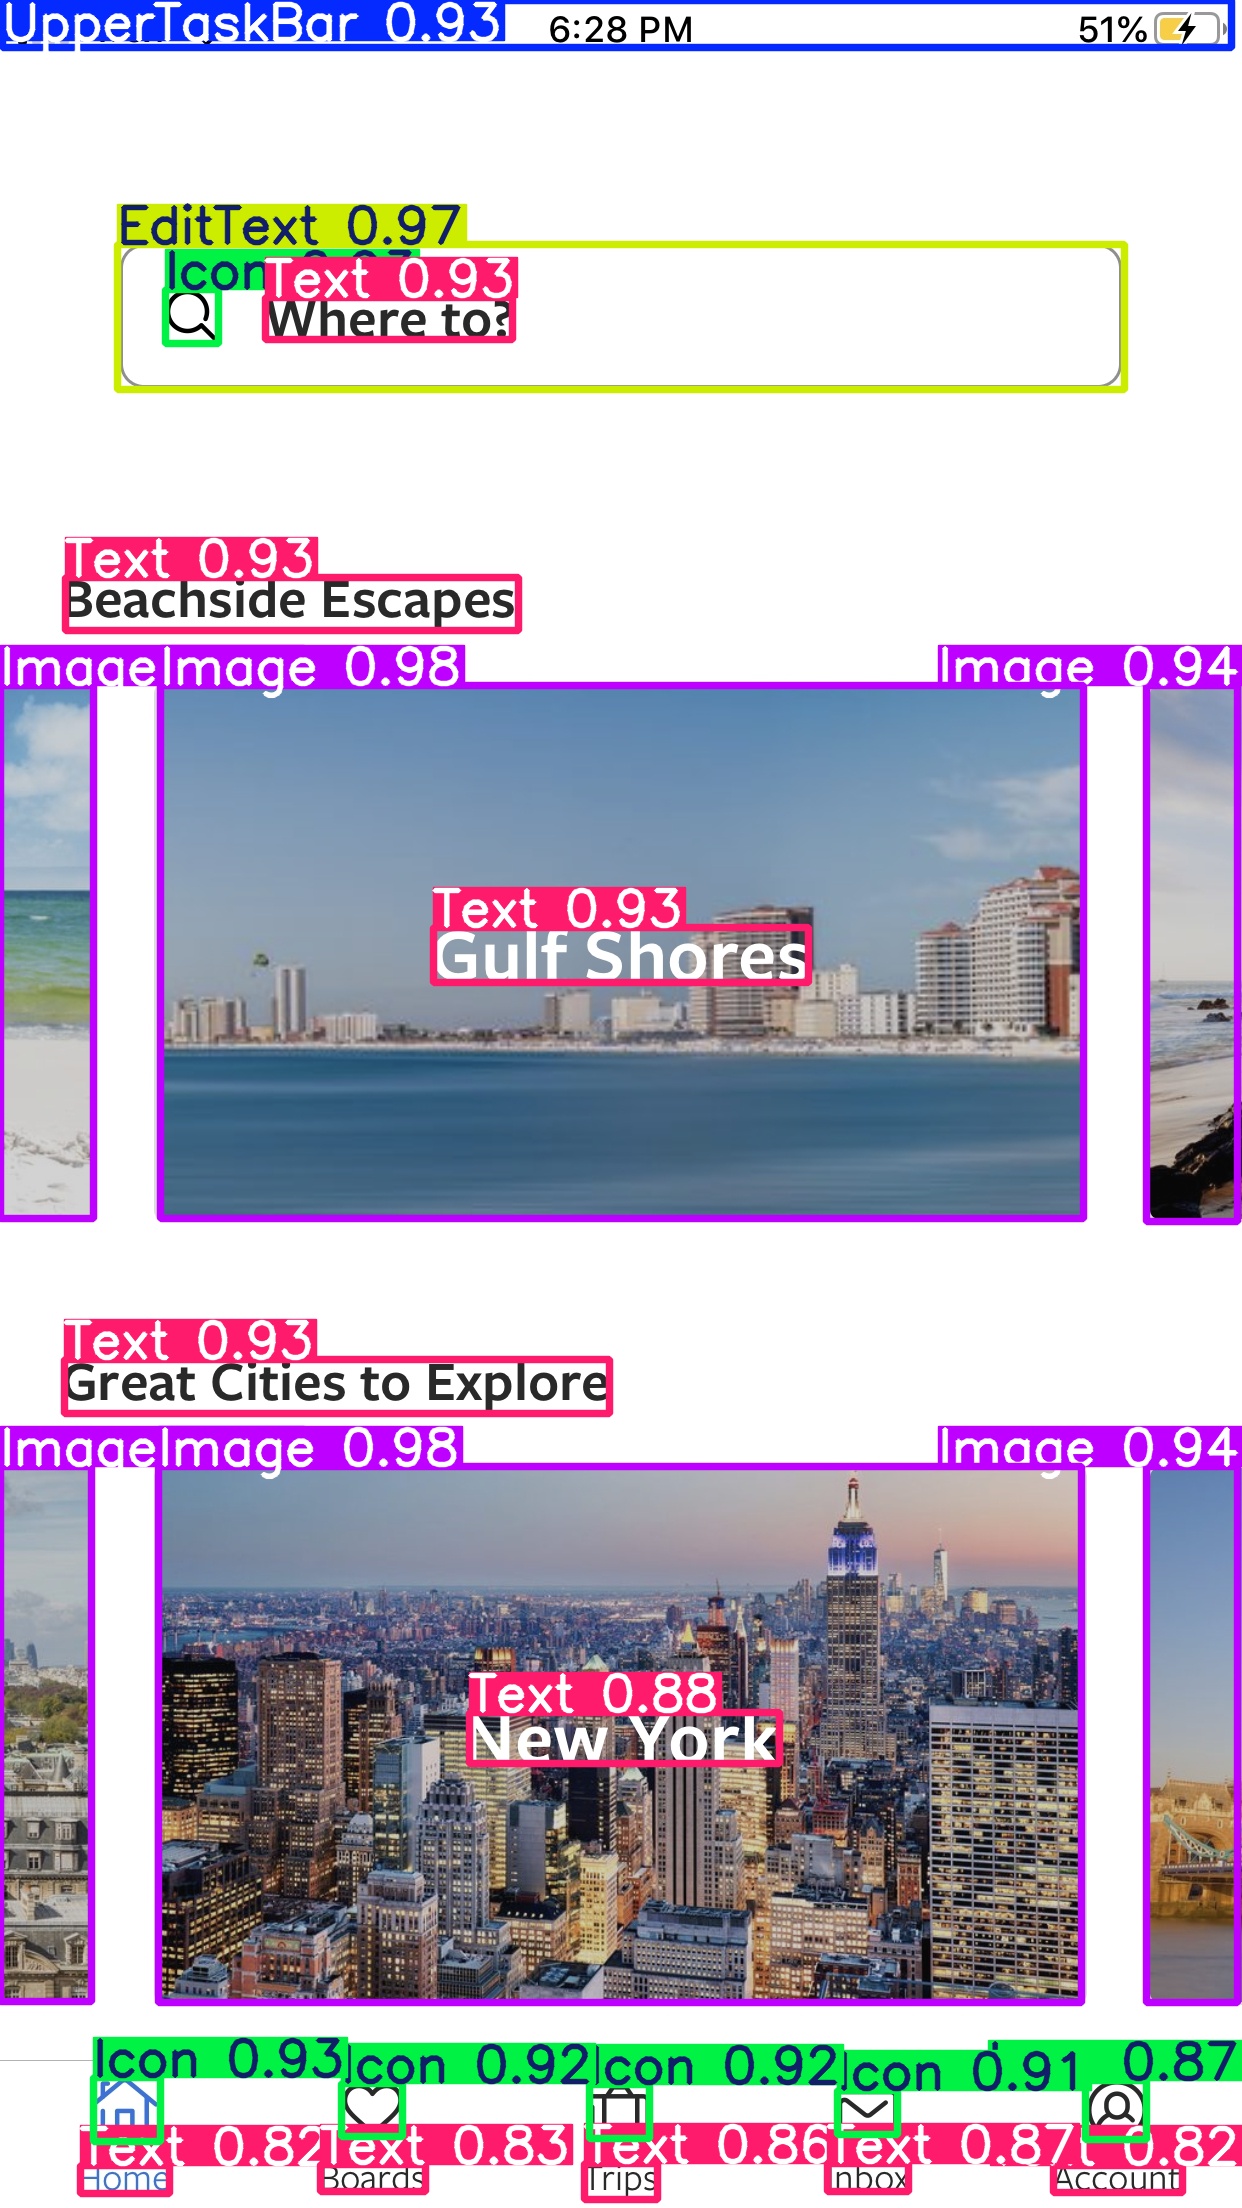 UpperTaskBar 0.93 6:28 PM 51%
EditText 0.97
Icon
Text 0.93
Where to?
Text 0.93
Beachside Escapes
Image Image 0.98 Image 0.94
Text 0.93
Gulf Shores
Text 0.93
Great Cities to Explore
Image Image 0.98 Image 0.94
Text 0.88
New York
Icon 0.93 Icon 0.92 Icon 0.92 Icon 0.91 0.87
Text 0.82 Text 0.83 Text 0.86 Text 0.87 0.82
Home Boards Trips Inbox Account